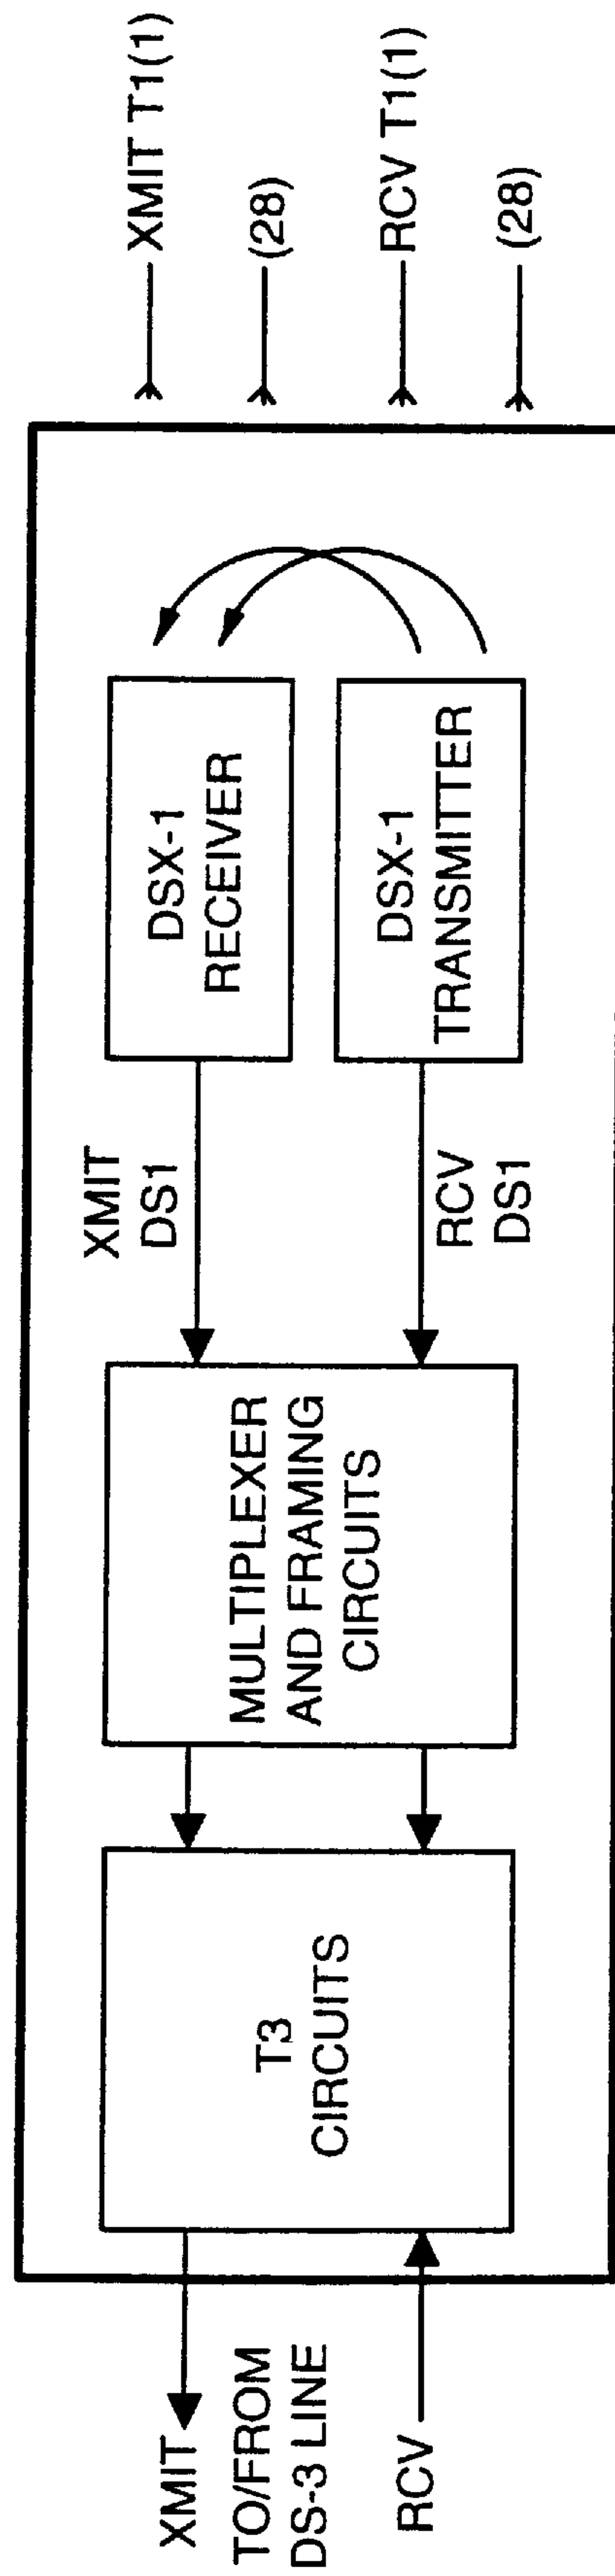 XMIT
TO/FROM
DS-3 LINE
RCV
T3
CIRCUITS
MULTIPLEXER
AND FRAMING
CIRCUITS
XMIT
DS1
RCV
DS1
DSX-1
RECEIVER
DSX-1
TRANSMITTER
XMIT T1(1)
(28)
RCV T1(1)
(28)